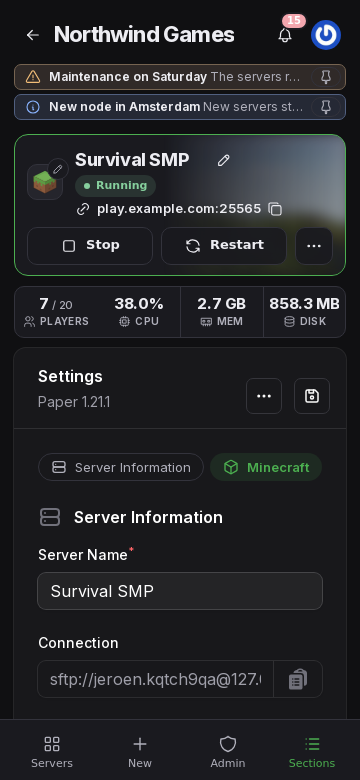 Northwind Games
15
Maintenance on Saturday The servers r...
New node in Amsterdam New servers st...
Survival SMP
Running
play.example.com:25565
Stop
Restart
7 / 20
PLAYERS
38.0%
CPU
2.7 GB
MEM
858.3 MB
DISK
Settings
Paper 1.21.1
Server Information
Minecraft
Server Information
Server Name*
Survival SMP
Connection
sftp://jeroen.kqtch9qa@127.0
Servers
New
Admin
Sections